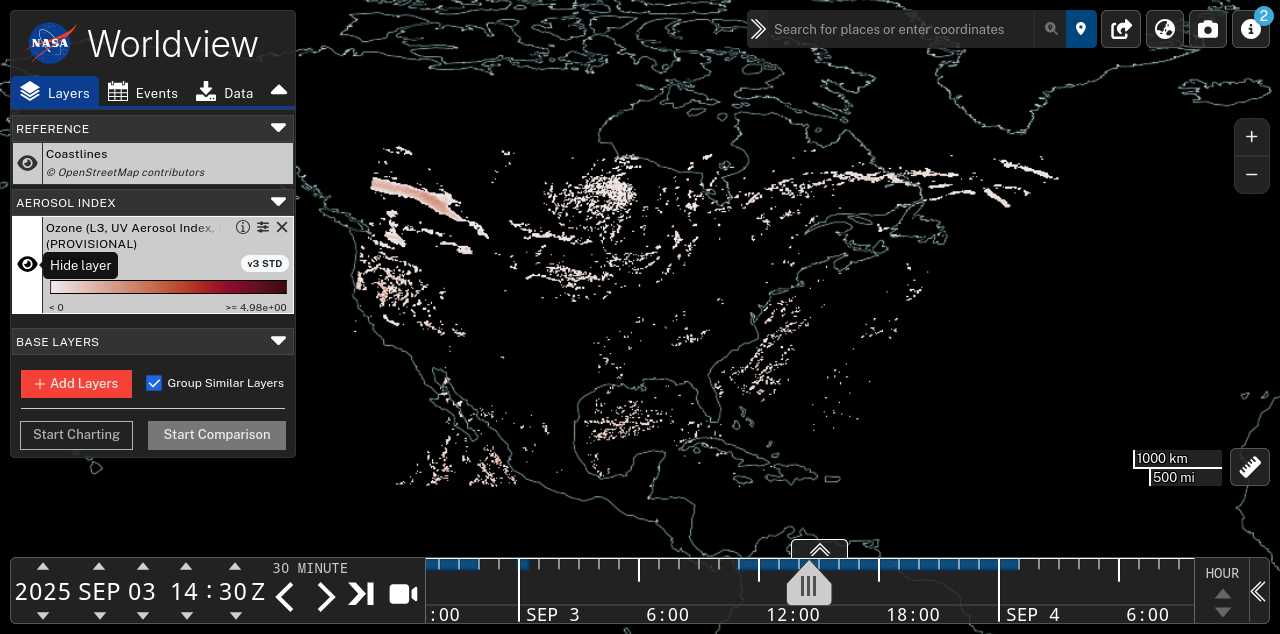 NASA Worldview
Search for places or enter coordinates
2
Layers Events Data
REFERENCE
Coastlines
© OpenStreetMap contributors
AEROSOL INDEX
Ozone (L3, UV Aerosol Index,
(PROVISIONAL)
Hide layer
v3 STD
< 0 >= 4.98e+00
BASE LAYERS
+ Add Layers Group Similar Layers
Start Charting Start Comparison
+
−
1000 km
500 mi
30 MINUTE
2025 SEP 03 14 : 30 Z
:00 SEP 3 6:00 12:00 18:00 SEP 4 6:00
HOUR